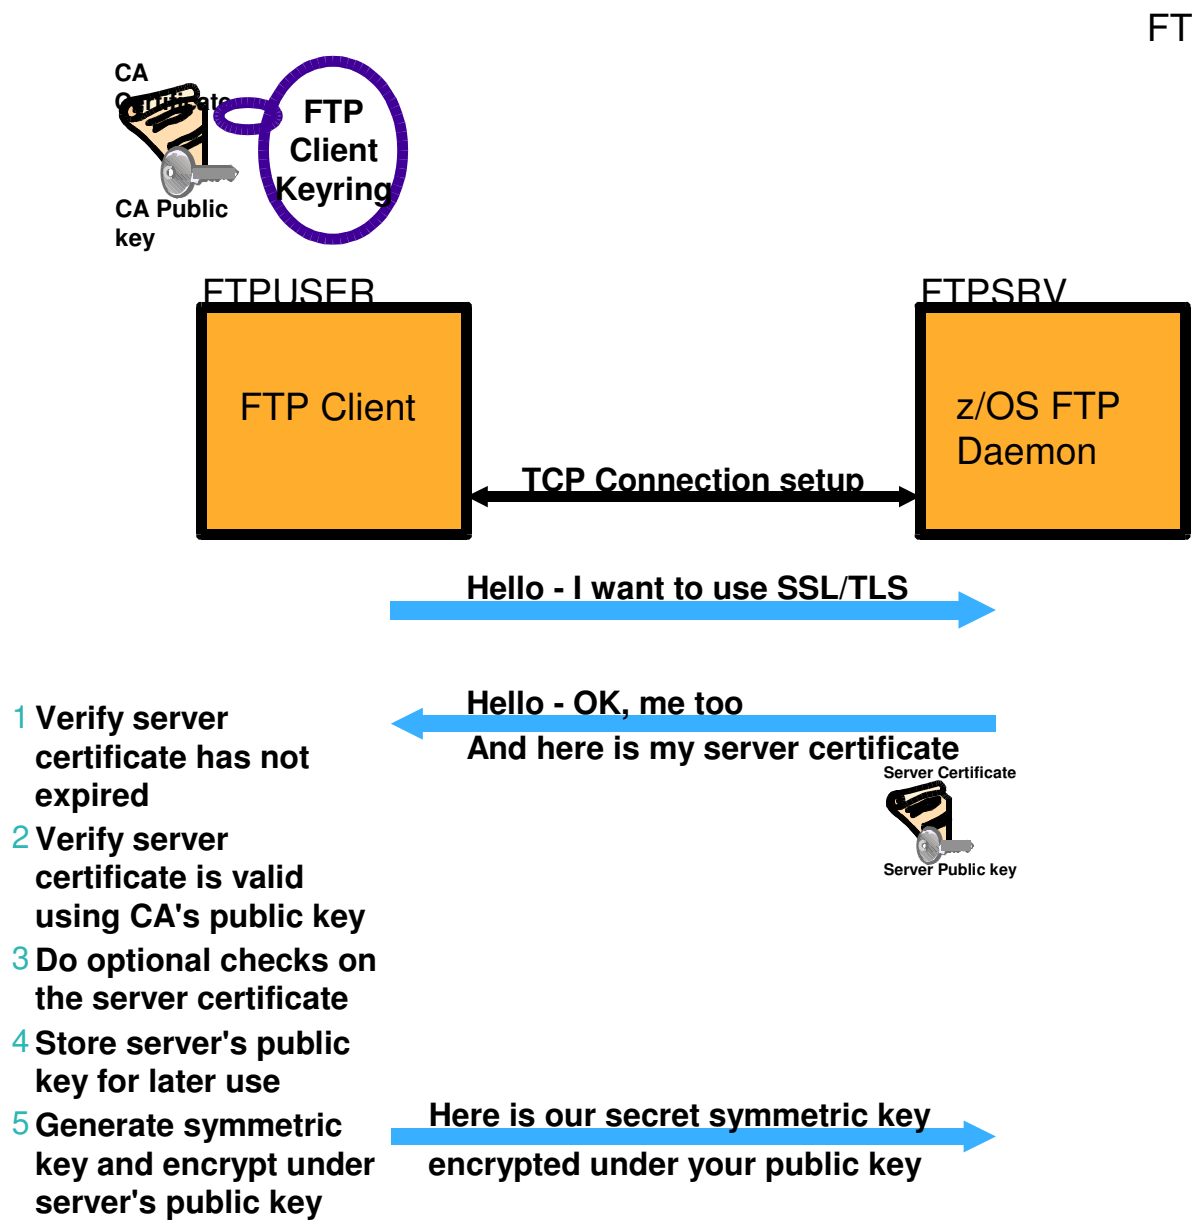 FT
CA
Certificate
FTP
Client
Keyring
CA Public
key
FTPUSER
FTPSRV
FTP Client
z/OS FTP
Daemon
TCP Connection setup
Hello - I want to use SSL/TLS
Hello - OK, me too
And here is my server certificate
Server Certificate
Server Public key
1 Verify server
certificate has not
expired
2 Verify server
certificate is valid
using CA's public key
3 Do optional checks on
the server certificate
4 Store server's public
key for later use
5 Generate symmetric
key and encrypt under
server's public key
Here is our secret symmetric key
encrypted under your public key